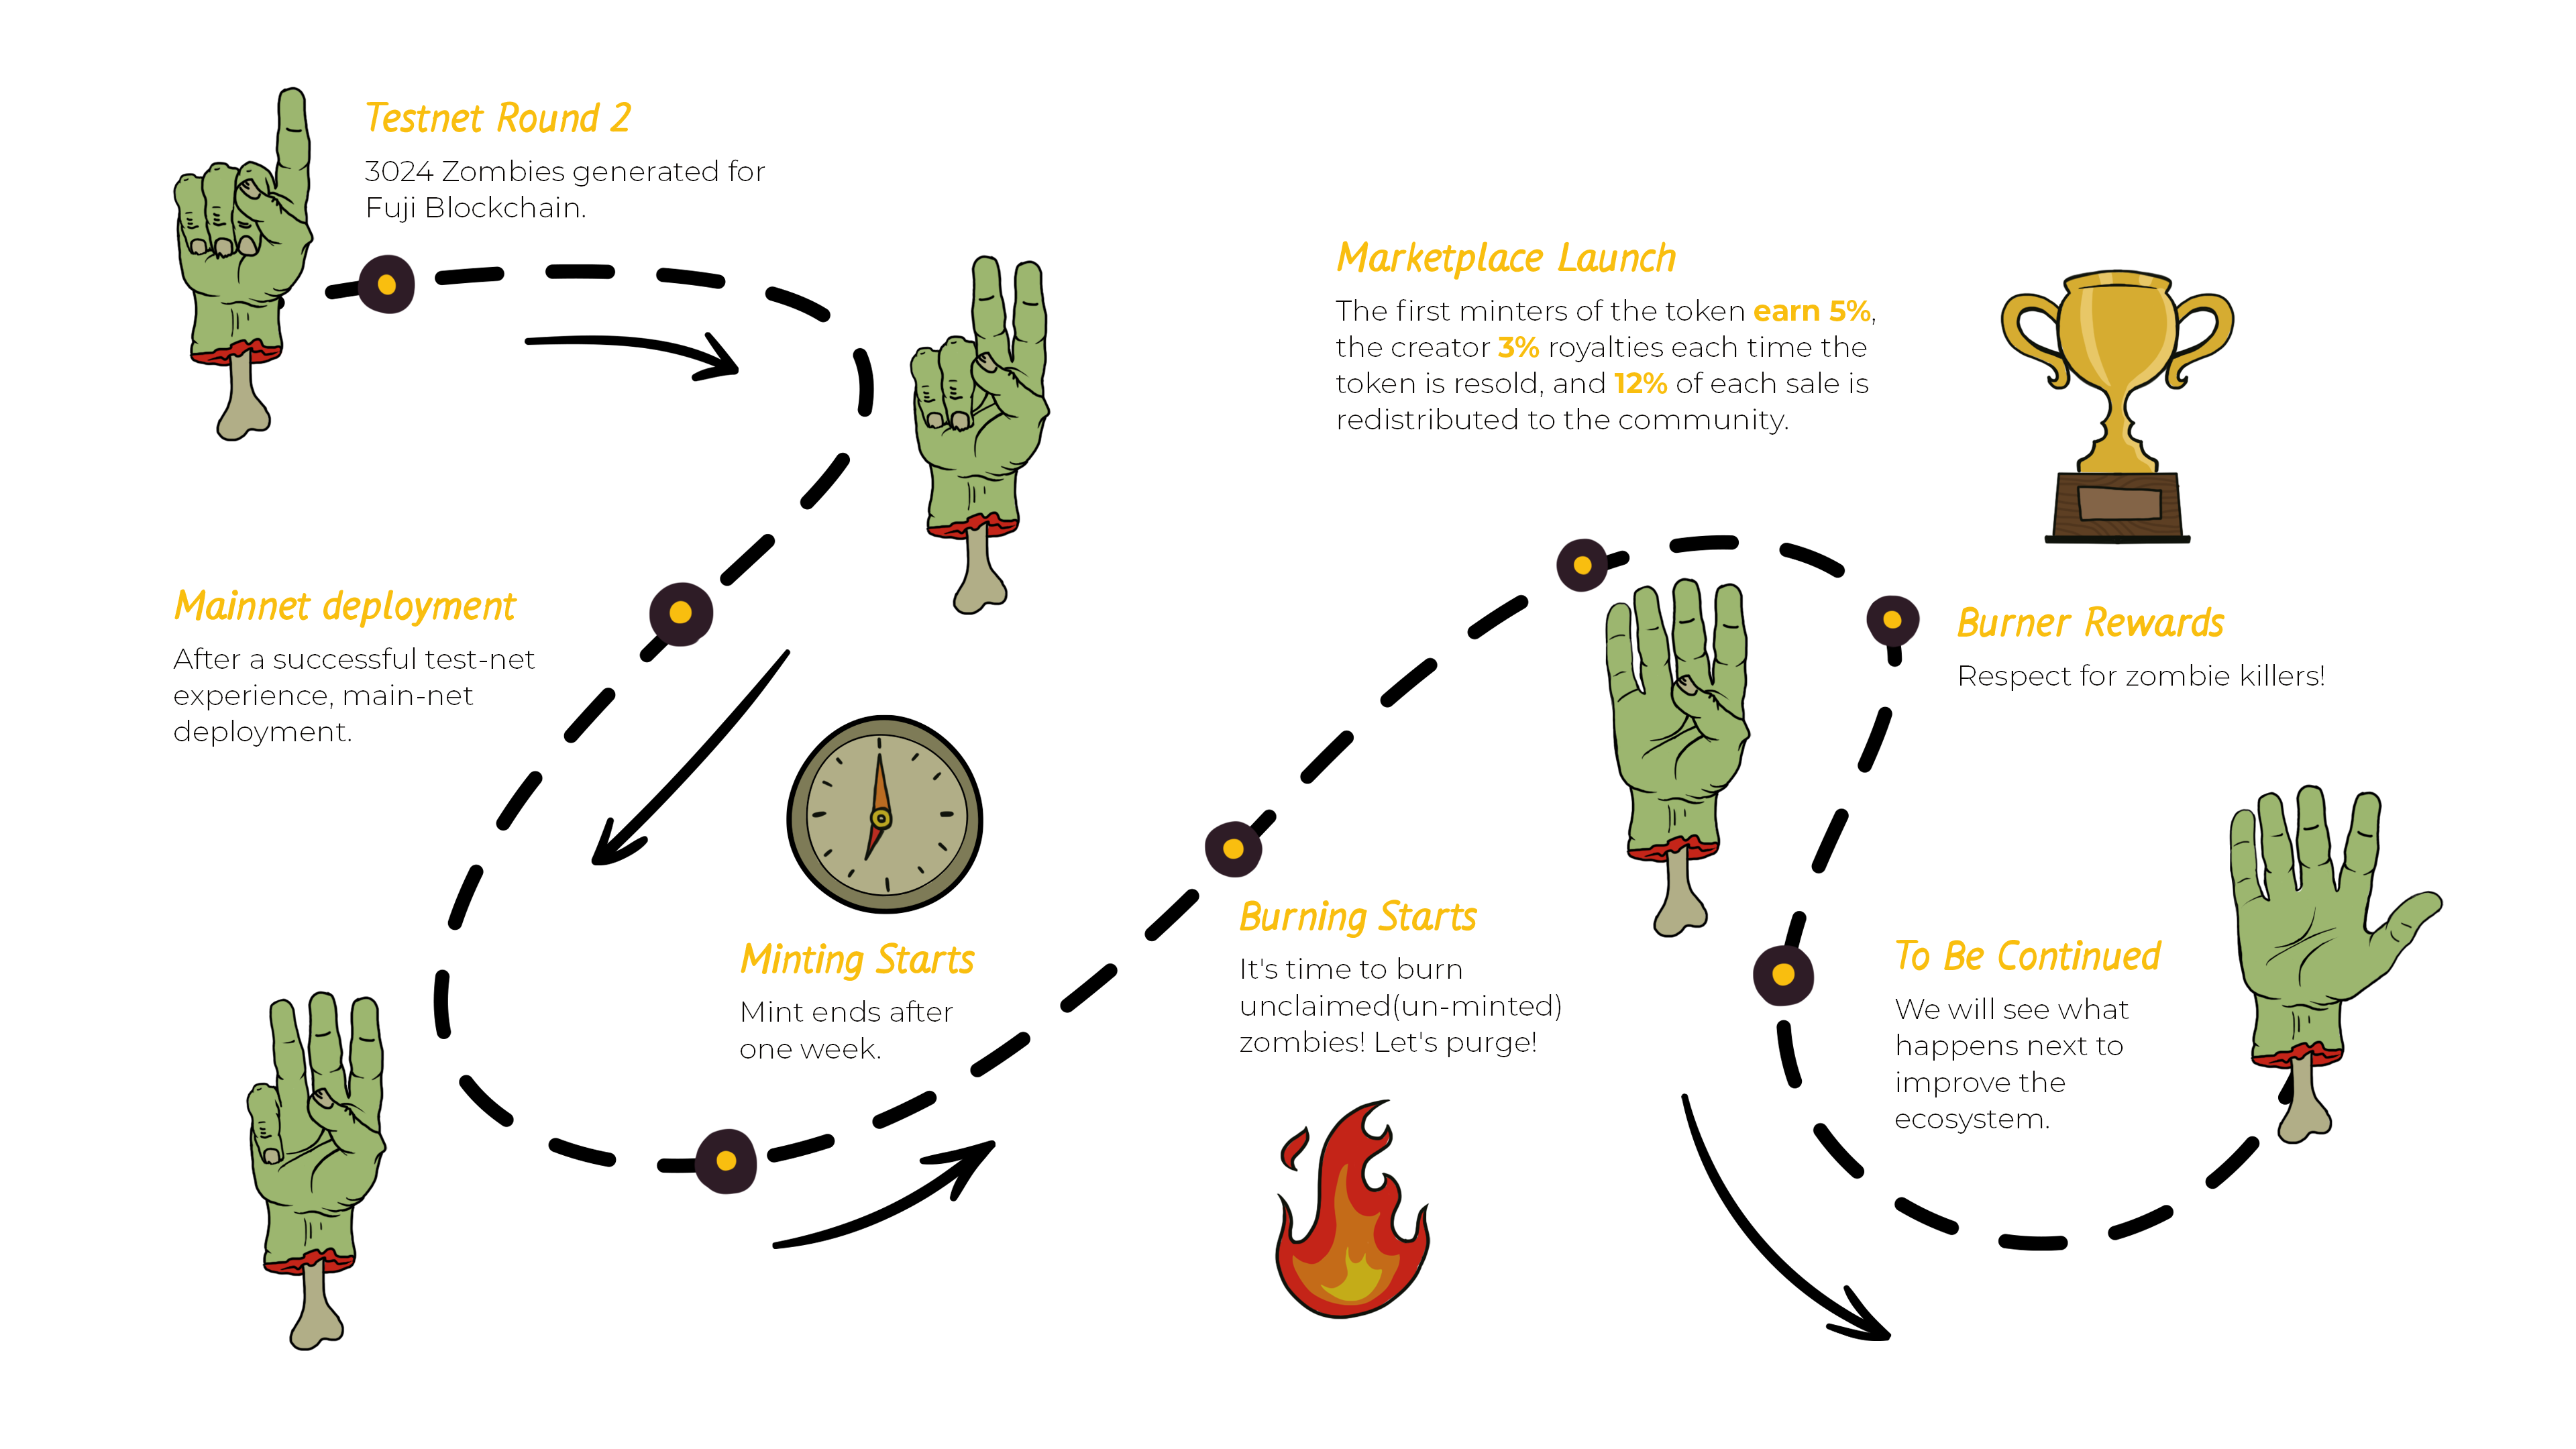 Testnet Round 2
3024 Zombies generated for
Fuji Blockchain.
Mainnet deployment
After a successful test-net
experience, main-net
deployment.
Minting Starts
Mint ends after
one week.
Burning Starts
It's time to burn
unclaimed(un-minted)
zombies! Let's purge!
Marketplace Launch
The first minters of the token earn 5%,
the creator 3% royalties each time the
token is resold, and 12% of each sale is
redistributed to the community.
Burner Rewards
Respect for zombie killers!
To Be Continued
We will see what
happens next to
improve the
ecosystem.